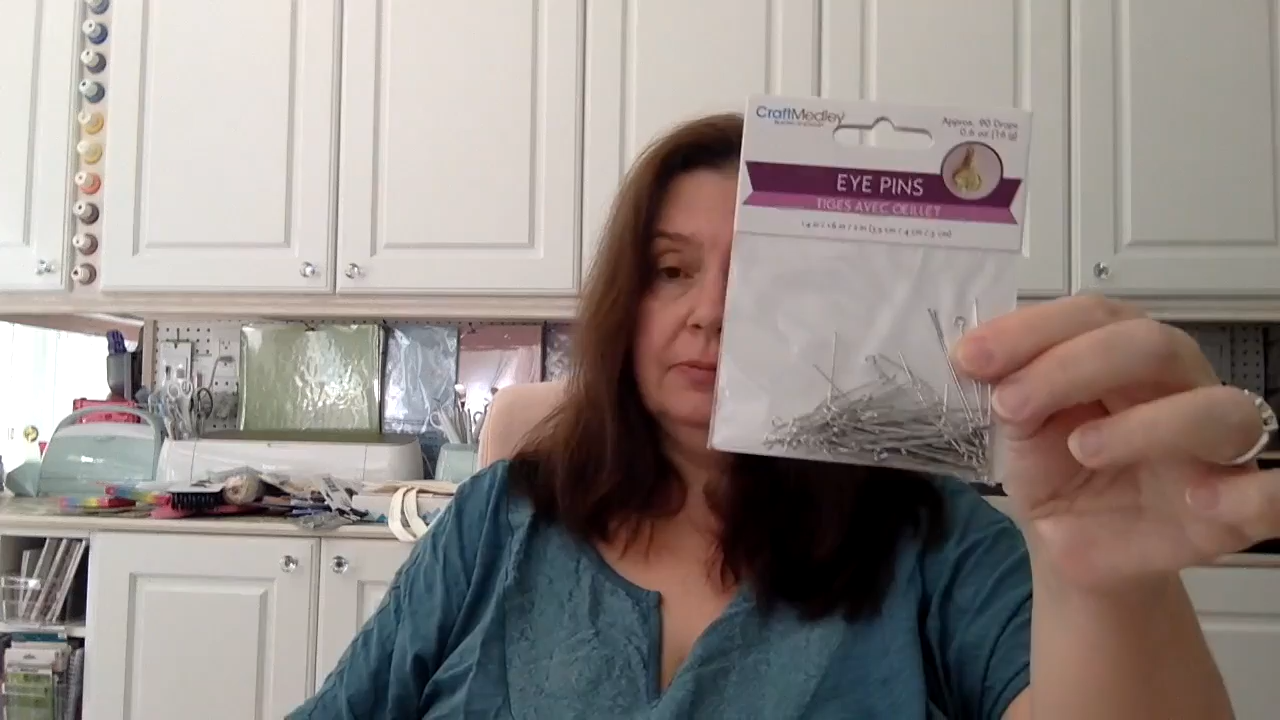 CraftMedley
Approx. 90 Drops
0.6 oz (16 g)
EYE PINS
TIGES AVEC OEILLET